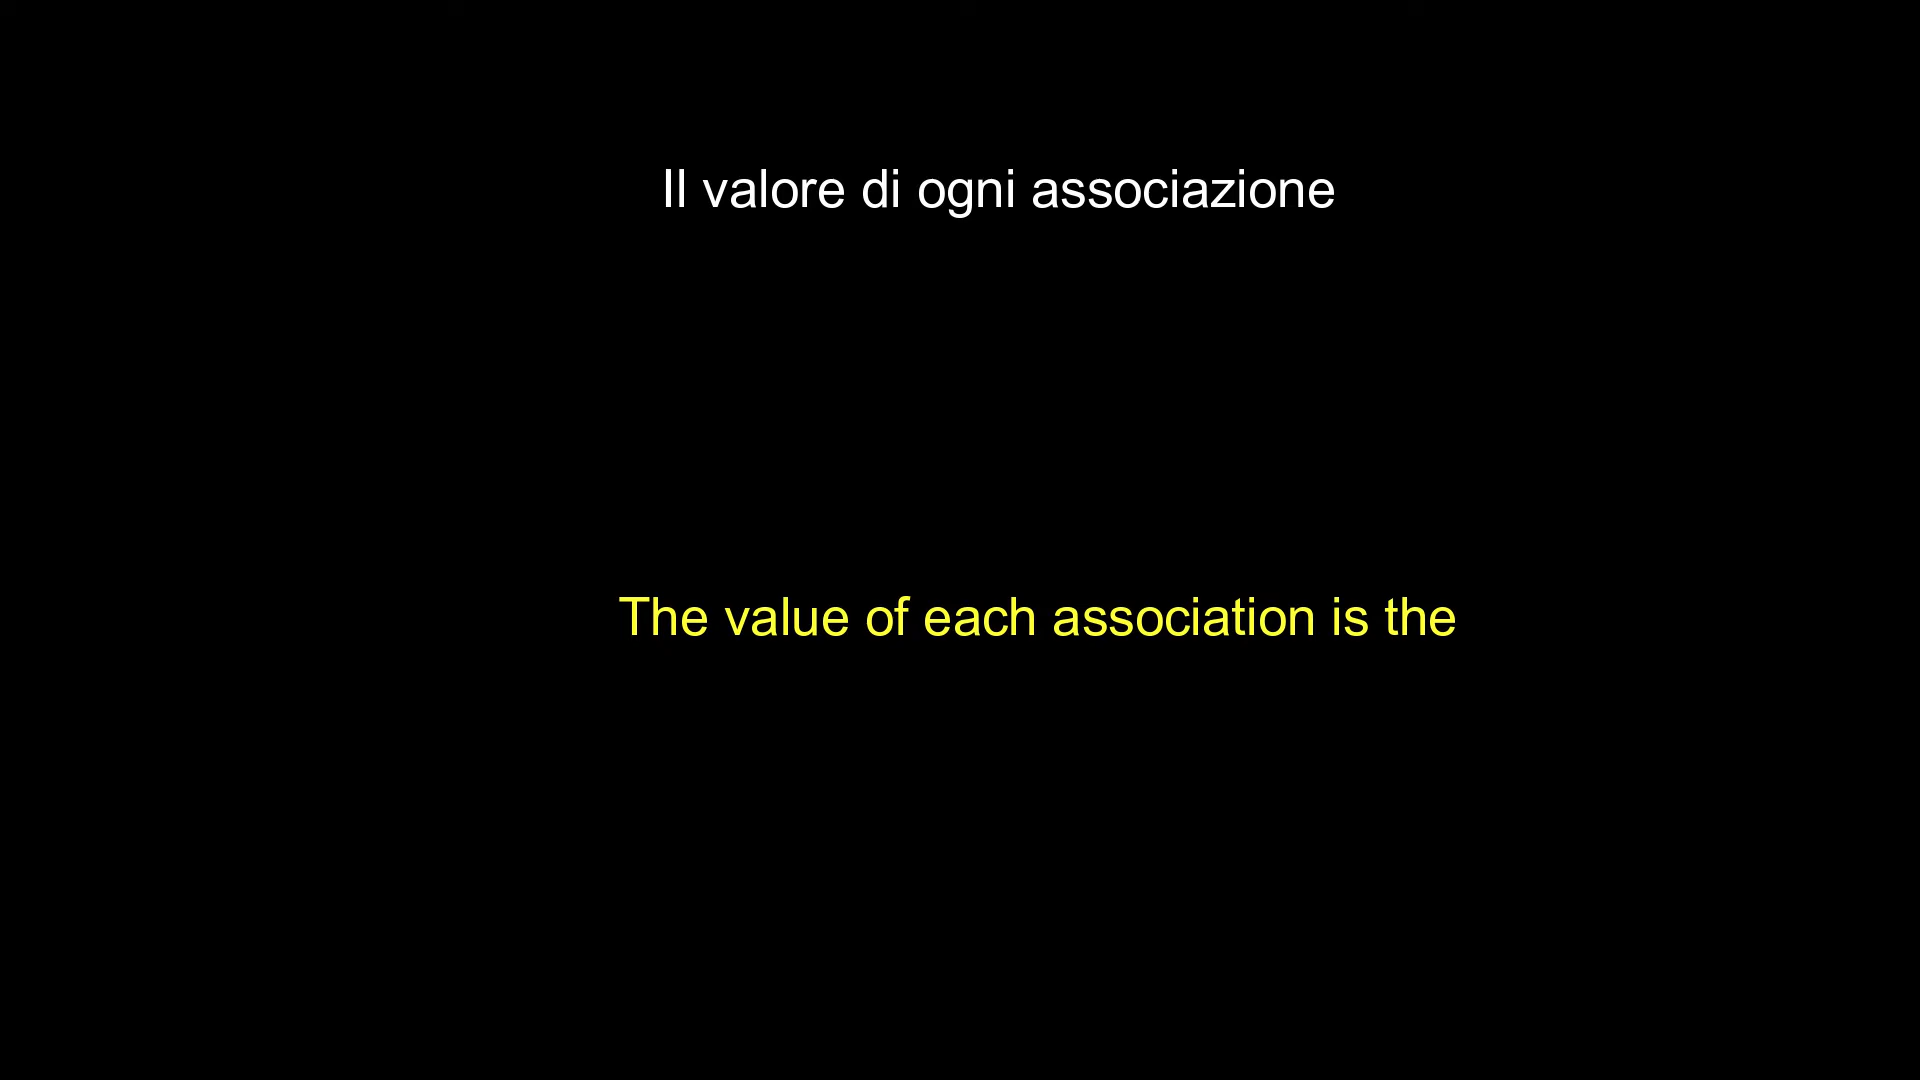 Il valore di ogni associazione
The value of each association is the